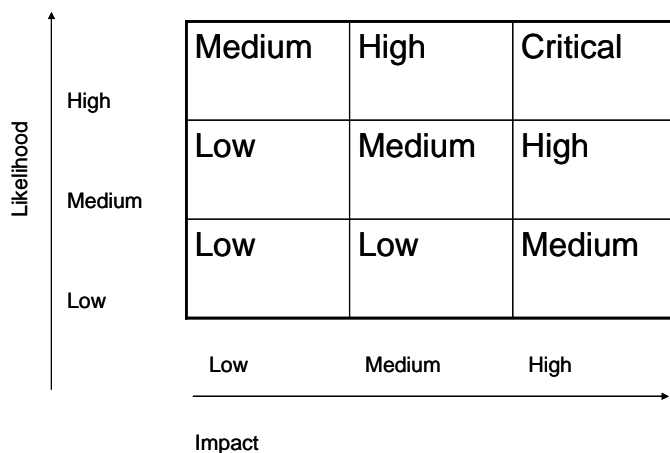 Medium High Critical
High
Low Medium High
Likelihood
Medium
Low Low Medium
Low
Low Medium High
Impact